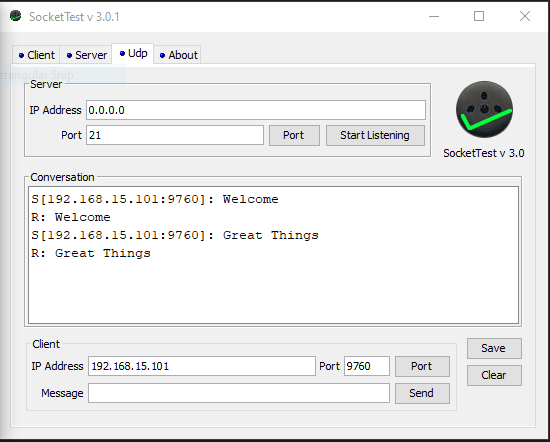 SocketTest v 3.0.1
Client Server Udp About
ctangular Snip
Server
IP Address 0.0.0.0
Port 21 Port Start Listening
SocketTest v 3.0
Conversation
S[192.168.15.101:9760]: Welcome
R: Welcome
S[192.168.15.101:9760]: Great Things
R: Great Things
Client
IP Address 192.168.15.101 Port 9760 Port
Message Send
Save
Clear